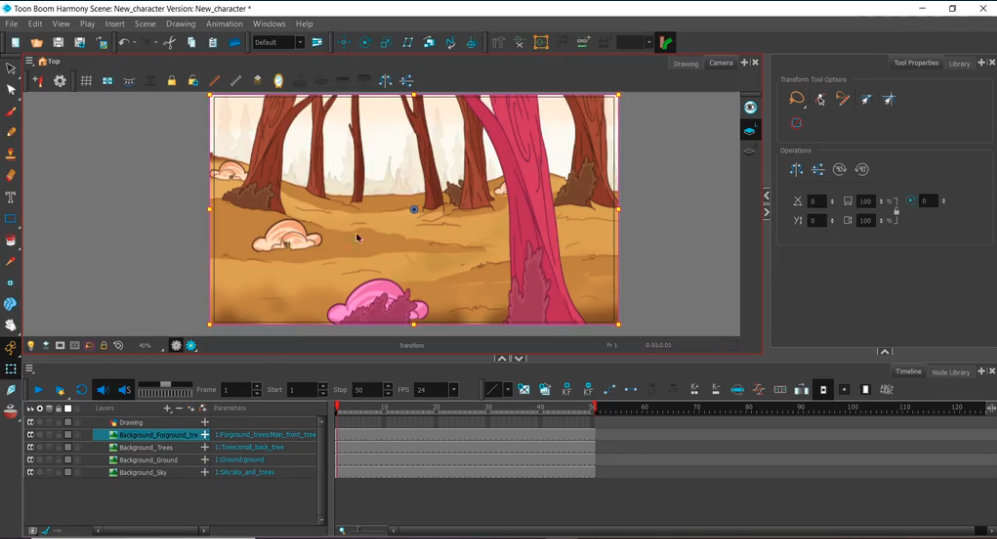 Toon Boom Harmony Scene: New_character Version: New_character *
File Edit View Play Insert Scene Drawing Animation Windows Help
Default
Top
Drawing Camera
Tool Properties Library
Transform Tool Options
Operations
X 0 100 % 0
Y 0 100 %
40% Transform Fr 1 0:01:0.01
Timeline Node Library
Frame 1 Start 1 Stop 50 FPS 24
Layers Parameters
10 20 30 40 60 70 80 90 100 110 120
Drawing
Background_Forground_tre 1:Forground_trees:Main_front_tree
Background_Trees 1:Trees:small_back_tree
Background_Ground 1:Ground:ground
Background_Sky 1:Sky:sky_and_trees